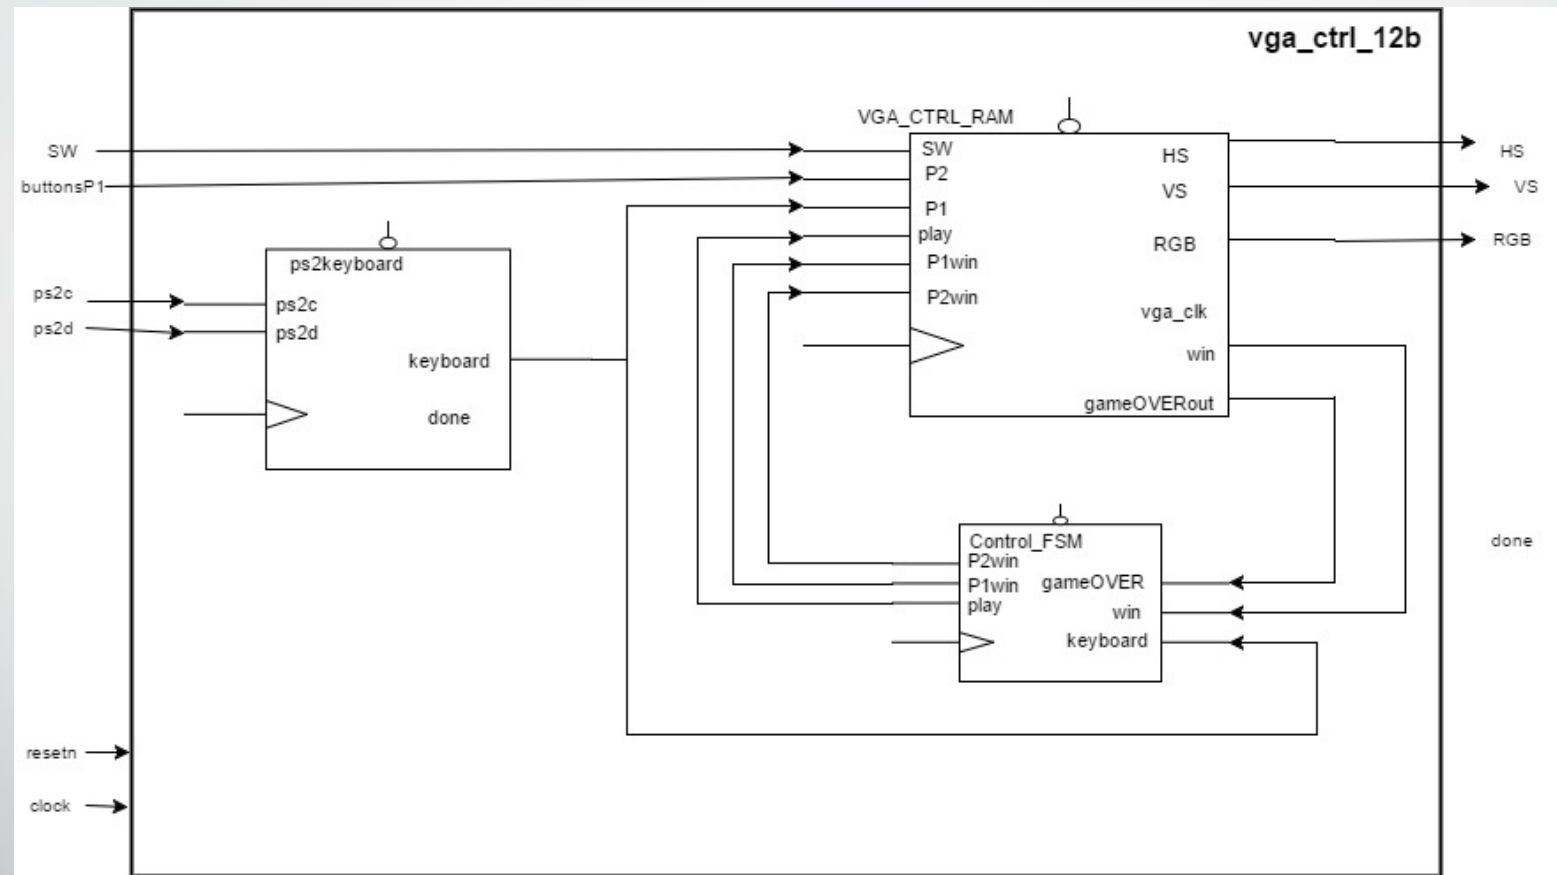 vga_ctrl_12b
VGA_CTRL_RAM
SW
buttonsP1
SW
P2
P1
play
P1win
P2win
HS
VS
RGB
vga_clk
win
gameOVERout
HS
VS
RGB
ps2c
ps2d
ps2keyboard
ps2c
ps2d
keyboard
done
Control_FSM
P2win
P1win
play
gameOVER
win
keyboard
done
resetn
clock